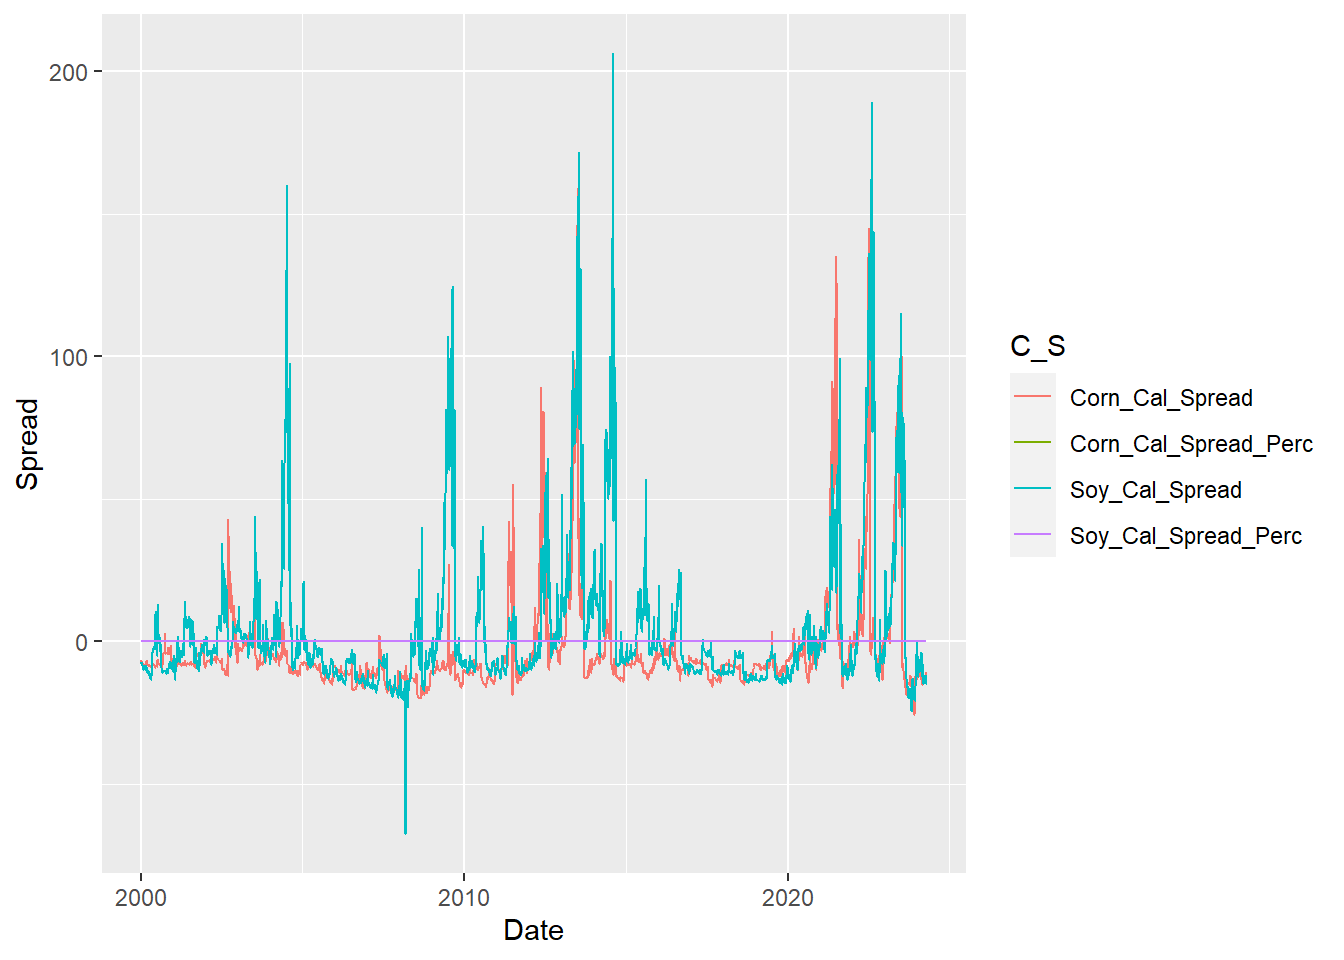 200
100
0
Spread
2000
2010
2020
Date
C_S
Corn_Cal_Spread
Corn_Cal_Spread_Perc
Soy_Cal_Spread
Soy_Cal_Spread_Perc